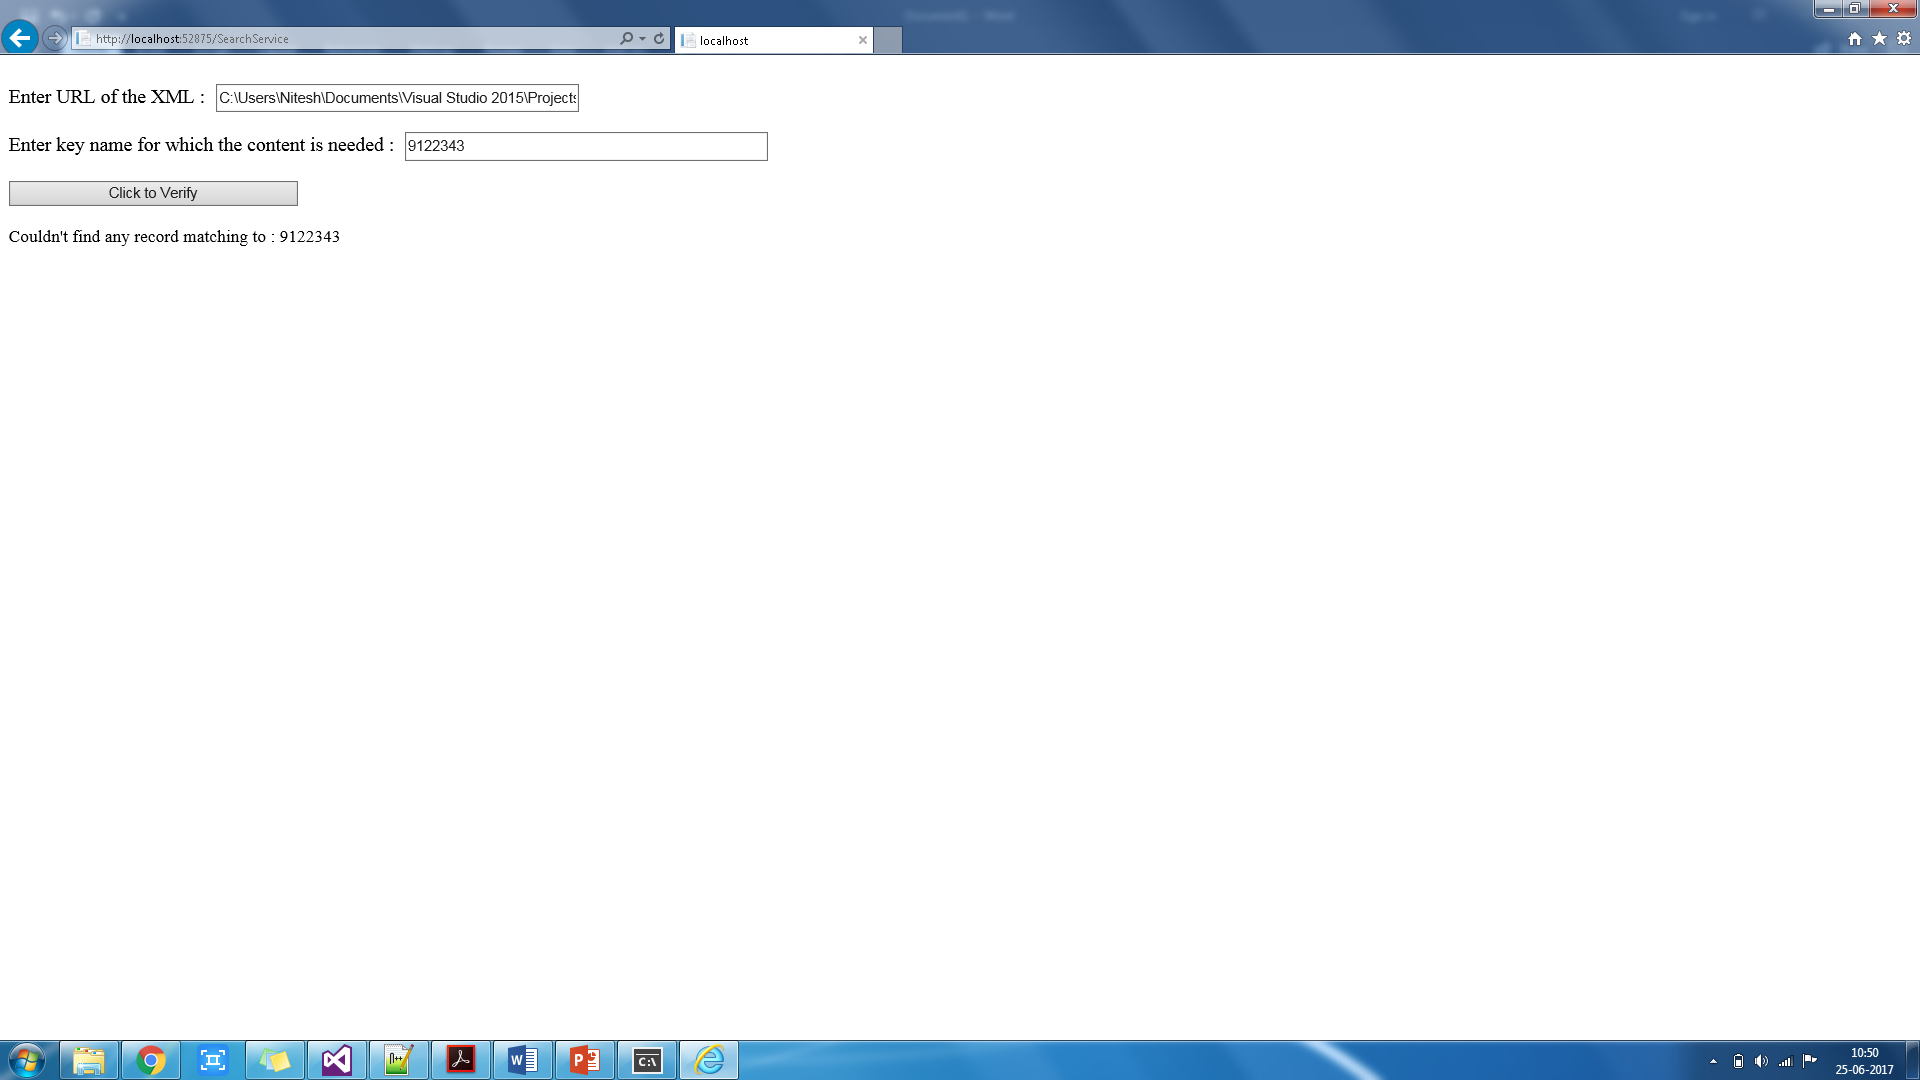 http://localhost:52875/SearchService
localhost
Enter URL of the XML :
C:\Users\Nitesh\Documents\Visual Studio 2015\Projects
Enter key name for which the content is needed :
9122343
Click to Verify
Couldn't find any record matching to : 9122343
10:50
25-06-2017